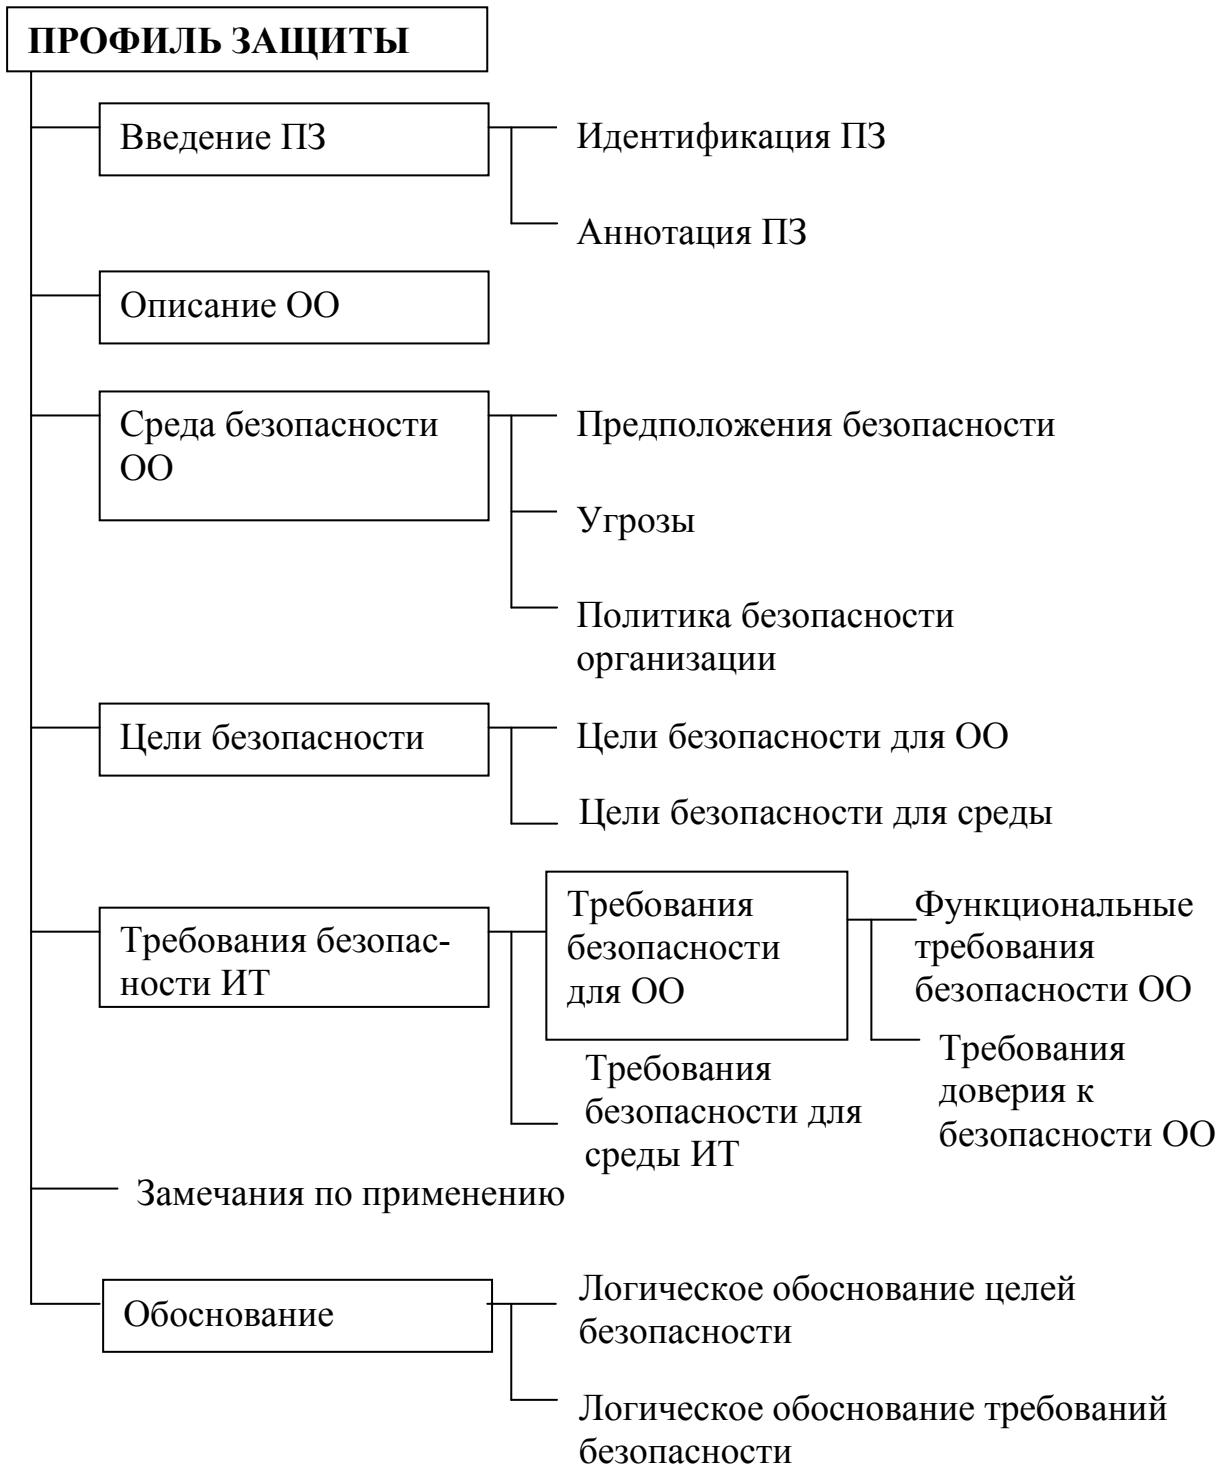 ПРОФИЛЬ ЗАЩИТЫ
Введение ПЗ
Идентификация ПЗ
Аннотация ПЗ
Описание ОО
Среда безопасности
ОО
Предположения безопасности
Угрозы
Политика безопасности
организации
Цели безопасности
Цели безопасности для ОО
Цели безопасности для среды
Требования безопас-
ности ИТ
Требования
безопасности
для ОО
Функциональные
требования
безопасности ОО
Требования
доверия к
безопасности ОО
Требования
безопасности для
среды ИТ
Замечания по применению
Обоснование
Логическое обоснование целей
безопасности
Логическое обоснование требований
безопасности